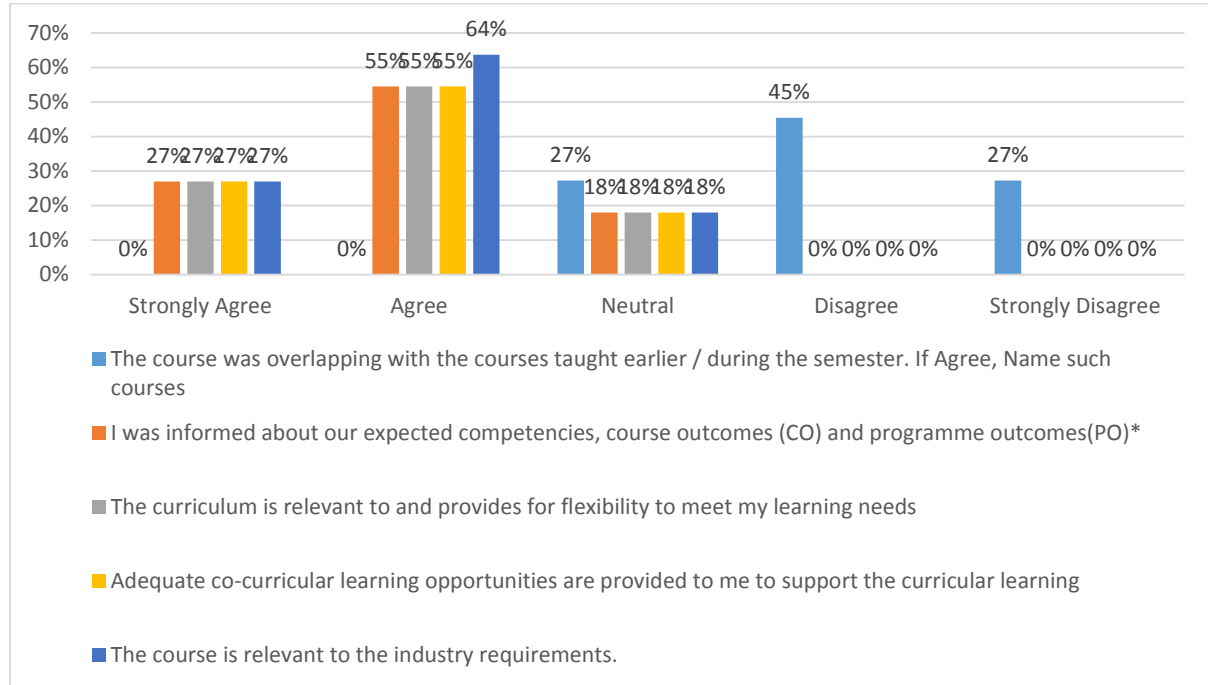 70%
60%
50%
40%
30%
20%
10%
0%
0% 27% 27% 27% 27%
0% 55% 55% 55% 64%
27% 18% 18% 18% 18%
45% 0% 0% 0% 0%
27% 0% 0% 0% 0%
Strongly Agree Agree Neutral Disagree Strongly Disagree
The course was overlapping with the courses taught earlier / during the semester. If Agree, Name such
courses
I was informed about our expected competencies, course outcomes (CO) and programme outcomes(PO)*
The curriculum is relevant to and provides for flexibility to meet my learning needs
Adequate co-curricular learning opportunities are provided to me to support the curricular learning
The course is relevant to the industry requirements.